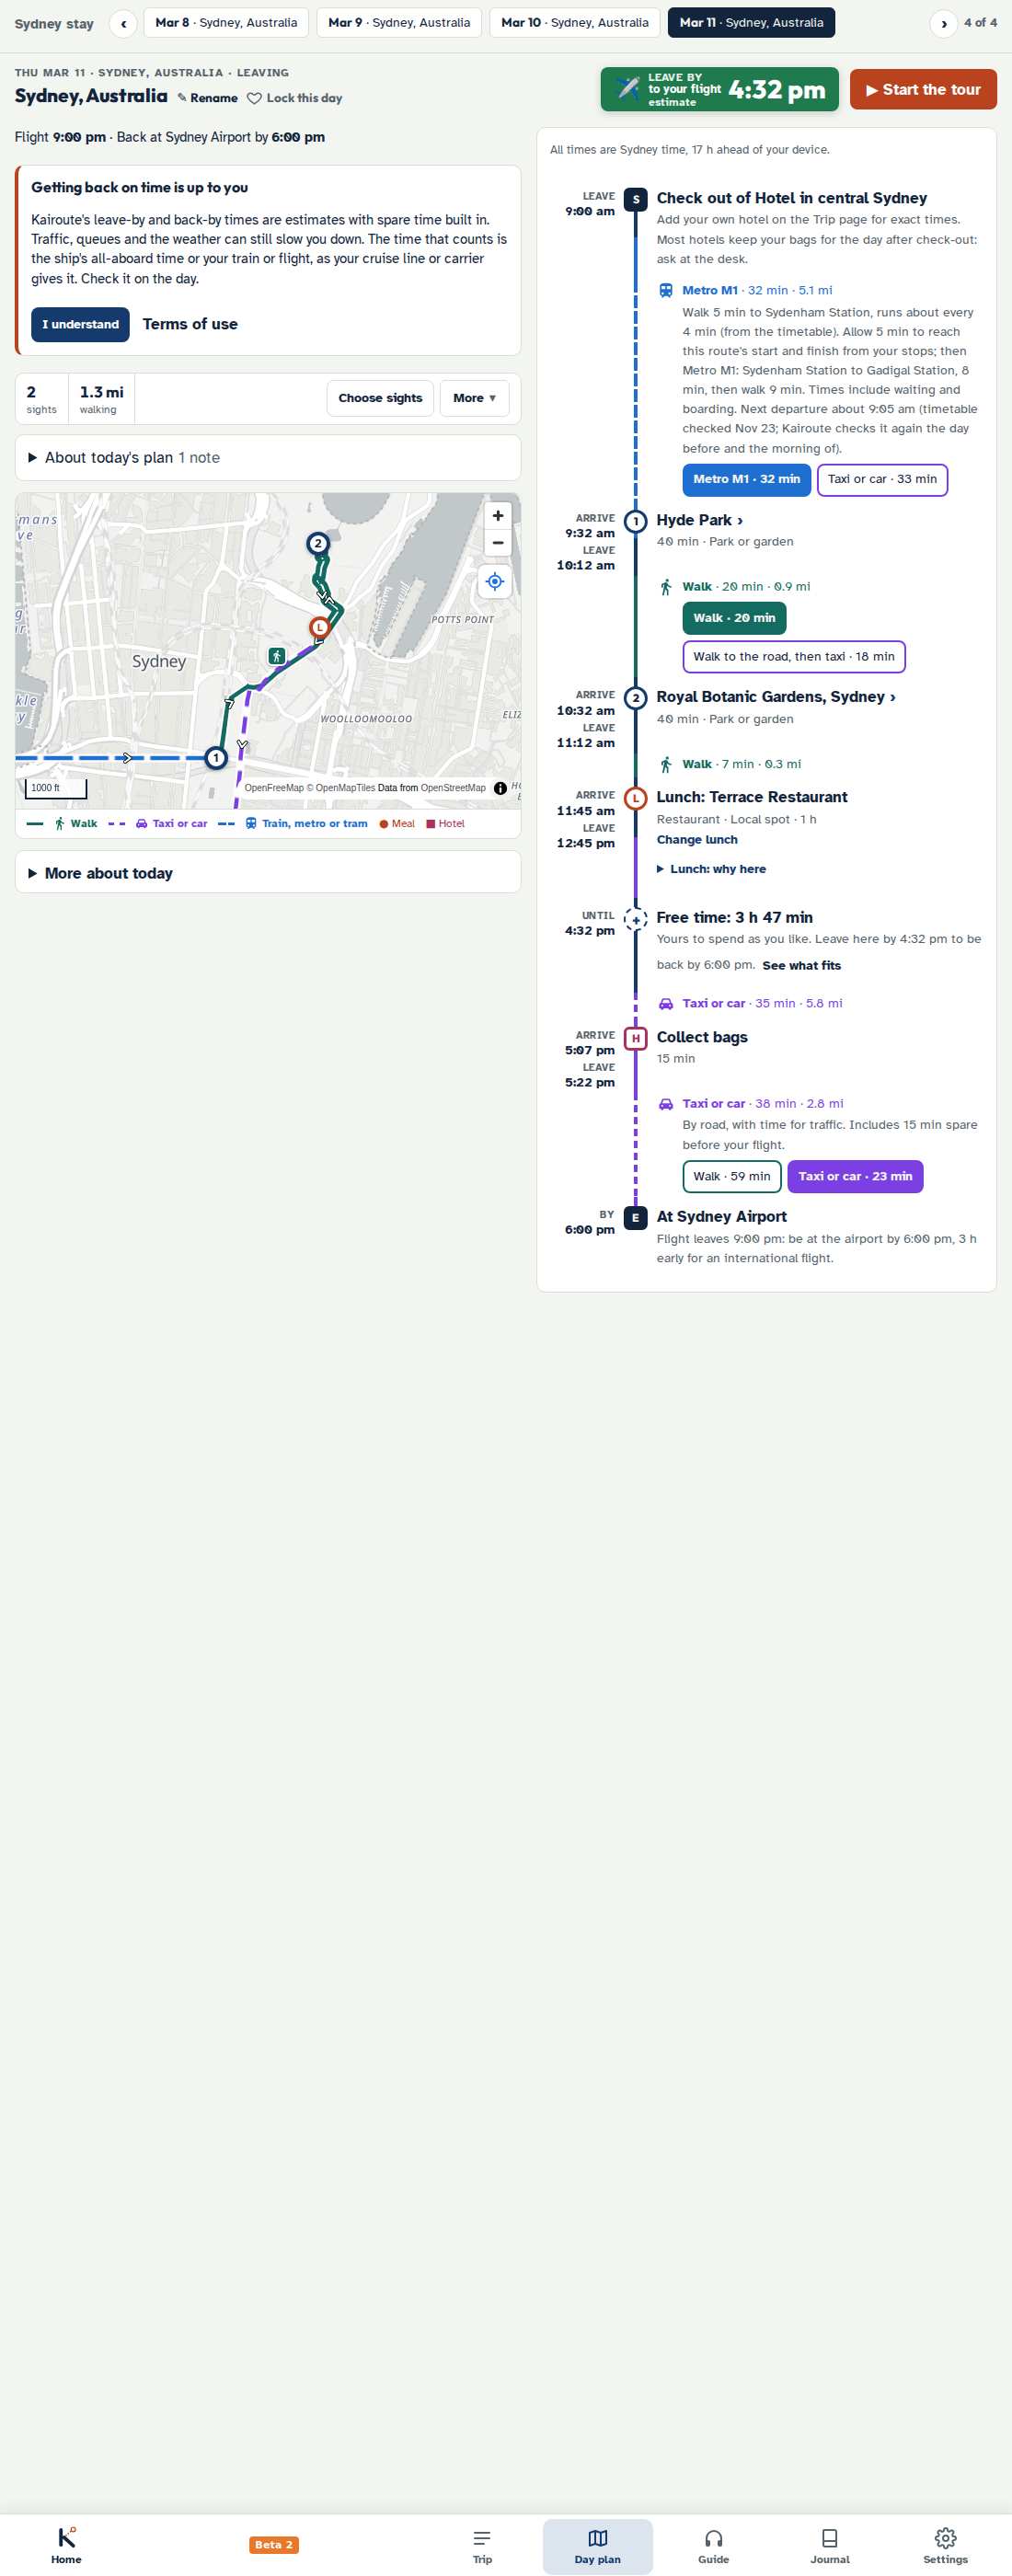 Sydney stay
‹
Mar 8 · Sydney, Australia
Mar 9 · Sydney, Australia
Mar 10 · Sydney, Australia
Mar 11 · Sydney, Australia
›
4 of 4
THU MAR 11 · SYDNEY, AUSTRALIA · LEAVING
Sydney, Australia
✎ Rename
Lock this day
LEAVE BY
to your flight
estimate
4:32 pm
▶ Start the tour
Flight 9:00 pm · Back at Sydney Airport by 6:00 pm
Getting back on time is up to you
Kairoute's leave-by and back-by times are estimates with spare time built in.
Traffic, queues and the weather can still slow you down. The time that counts is
the ship's all-aboard time or your train or flight, as your cruise line or carrier
gives it. Check it on the day.
I understand
Terms of use
2
sights
1.3 mi
walking
Choose sights
More ▼
▶ About today's plan 1 note
mans
ve
2
+
−
POTTS POINT
L
Sydney
kle
y
WOOLLOOMOOLOO
ELIZ
1
1000 ft
OpenFreeMap © OpenMapTiles Data from OpenStreetMap
Walk
Taxi or car
Train, metro or tram
Meal
Hotel
▶ More about today
All times are Sydney time, 17 h ahead of your device.
LEAVE
9:00 am
S
Check out of Hotel in central Sydney
Add your own hotel on the Trip page for exact times.
Most hotels keep your bags for the day after check-out:
ask at the desk.
Metro M1 · 32 min · 5.1 mi
Walk 5 min to Sydenham Station, runs about every
4 min (from the timetable). Allow 5 min to reach
this route's start and finish from your stops; then
Metro M1: Sydenham Station to Gadigal Station, 8
min, then walk 9 min. Times include waiting and
boarding. Next departure about 9:05 am (timetable
checked Nov 23; Kairoute checks it again the day
before and the morning of).
Metro M1 · 32 min
Taxi or car · 33 min
ARRIVE
9:32 am
LEAVE
10:12 am
1
Hyde Park ›
40 min · Park or garden
Walk · 20 min · 0.9 mi
Walk · 20 min
Walk to the road, then taxi · 18 min
ARRIVE
10:32 am
LEAVE
11:12 am
2
Royal Botanic Gardens, Sydney ›
40 min · Park or garden
Walk · 7 min · 0.3 mi
ARRIVE
11:45 am
LEAVE
12:45 pm
L
Lunch: Terrace Restaurant
Restaurant · Local spot · 1 h
Change lunch
▶ Lunch: why here
UNTIL
4:32 pm
+
Free time: 3 h 47 min
Yours to spend as you like. Leave here by 4:32 pm to be
back by 6:00 pm. See what fits
Taxi or car · 35 min · 5.8 mi
ARRIVE
5:07 pm
LEAVE
5:22 pm
H
Collect bags
15 min
Taxi or car · 38 min · 2.8 mi
By road, with time for traffic. Includes 15 min spare
before your flight.
Walk · 59 min
Taxi or car · 23 min
BY
6:00 pm
E
At Sydney Airport
Flight leaves 9:00 pm: be at the airport by 6:00 pm, 3 h
early for an international flight.
Home
Beta 2
Trip
Day plan
Guide
Journal
Settings